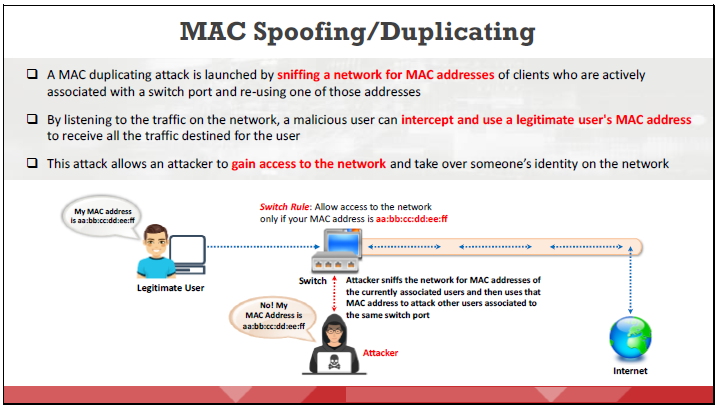 MAC Spoofing/Duplicating
A MAC duplicating attack is launched by sniffing a network for MAC addresses of clients who are actively
associated with a switch port and re-using one of those addresses
By listening to the traffic on the network, a malicious user can intercept and use a legitimate user's MAC address
to receive all the traffic destined for the user
This attack allows an attacker to gain access to the network and take over someone’s identity on the network
My MAC address
is aa:bb:cc:dd:ee:ff
Switch Rule: Allow access to the network
only if your MAC address is aa:bb:cc:dd:ee:ff
Legitimate User
Switch
Attacker sniffs the network for MAC addresses of
the currently associated users and then uses that
MAC address to attack other users associated to
the same switch port
No! My
MAC Address is
aa:bb:cc:dd:ee:ff
Attacker
Internet